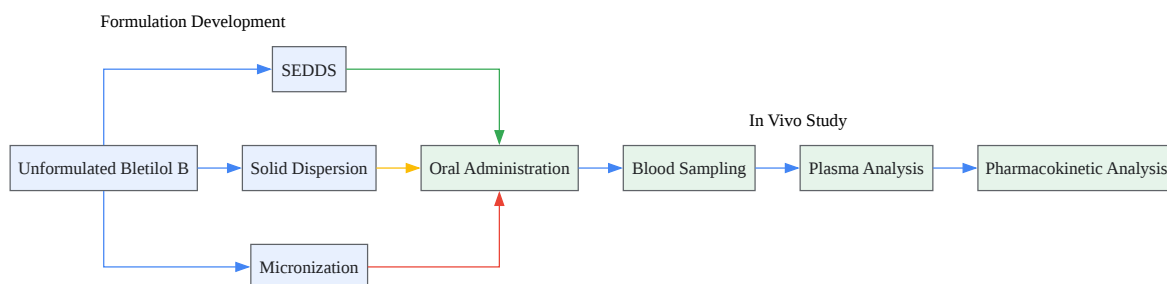 Formulation Development
SEDDS
In Vivo Study
Unformulated Bletilol B
Solid Dispersion
Oral Administration
Blood Sampling
Plasma Analysis
Pharmacokinetic Analysis
Micronization